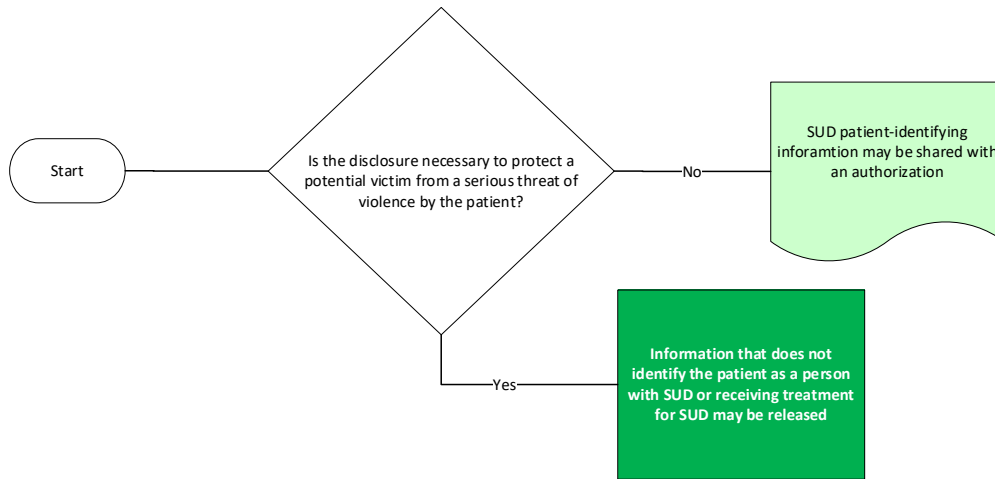 Start
Is the disclosure necessary to protect a
potential victim from a serious threat of
violence by the patient?
No
SUD patient-identifying
inforamtion may be shared with
an authorization
Yes
Information that does not
identify the patient as a person
with SUD or receiving treatment
for SUD may be released